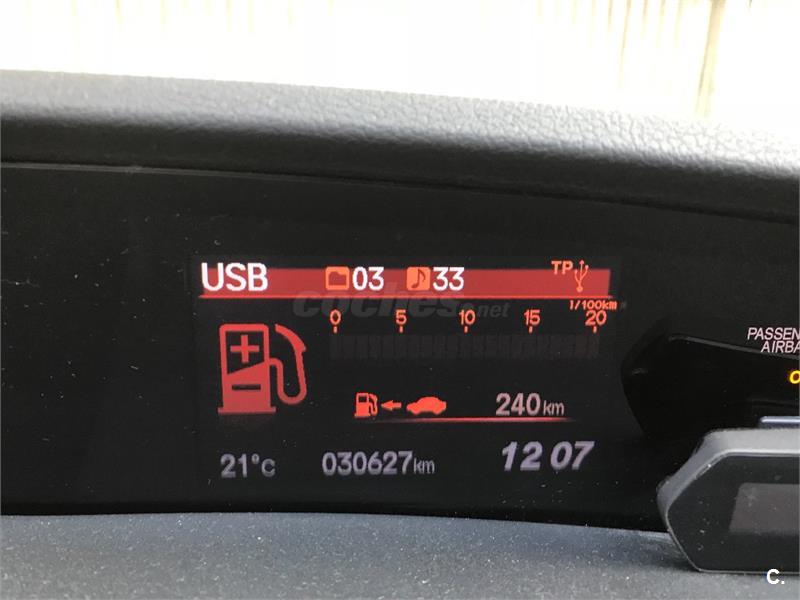 USB 03 33 TP
1/100km
coches.net
0 5 10 15 20
PASSEN
AIRBA
240km
21°C 030627km 12 07
C.